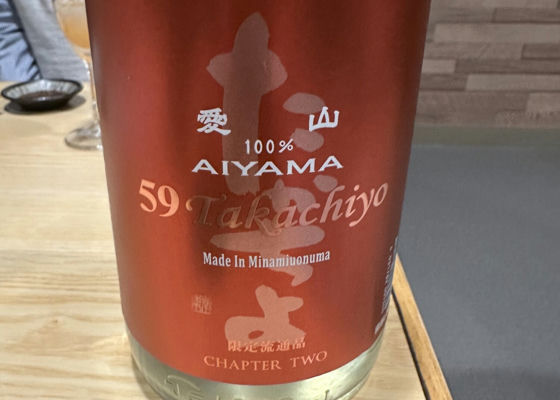 愛山
100%
AIYAMA
59 Takachiyo
Made In Minamiuonuma
限定流通品
CHAPTER TWO